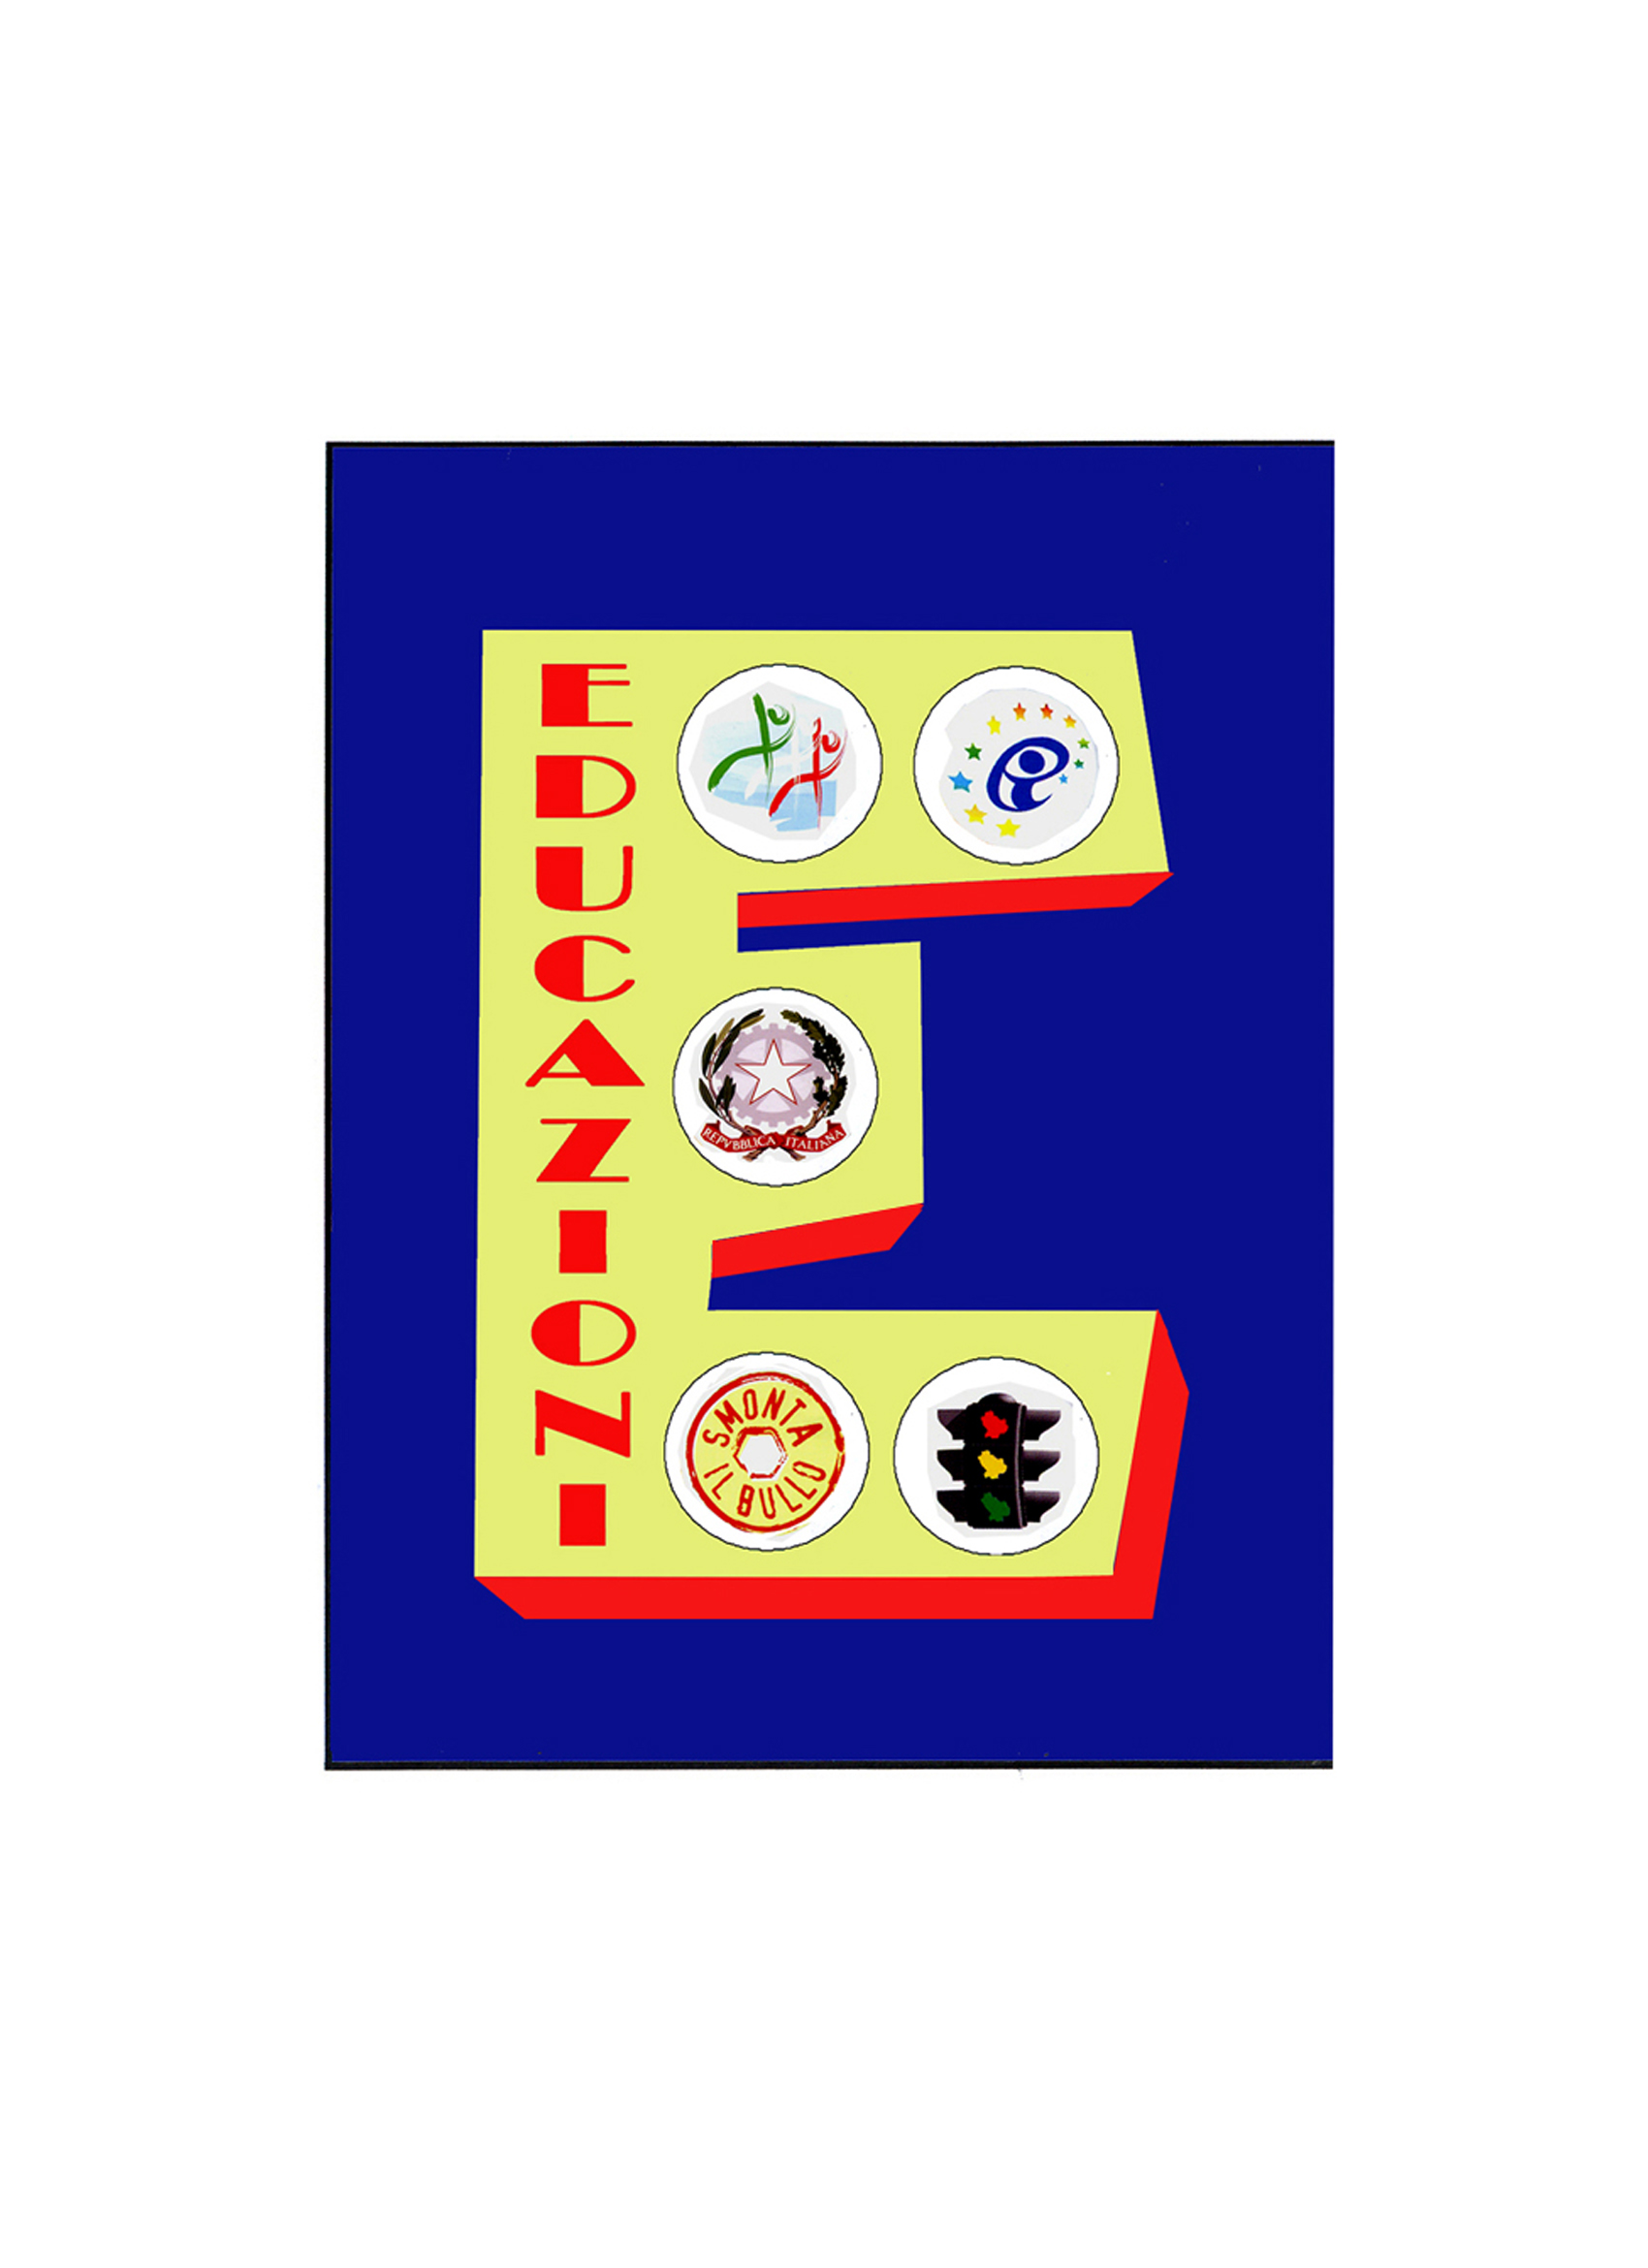 EDUCAZIONI
REPVBBLICA ITALIANA
SMONTA
IL BULLO